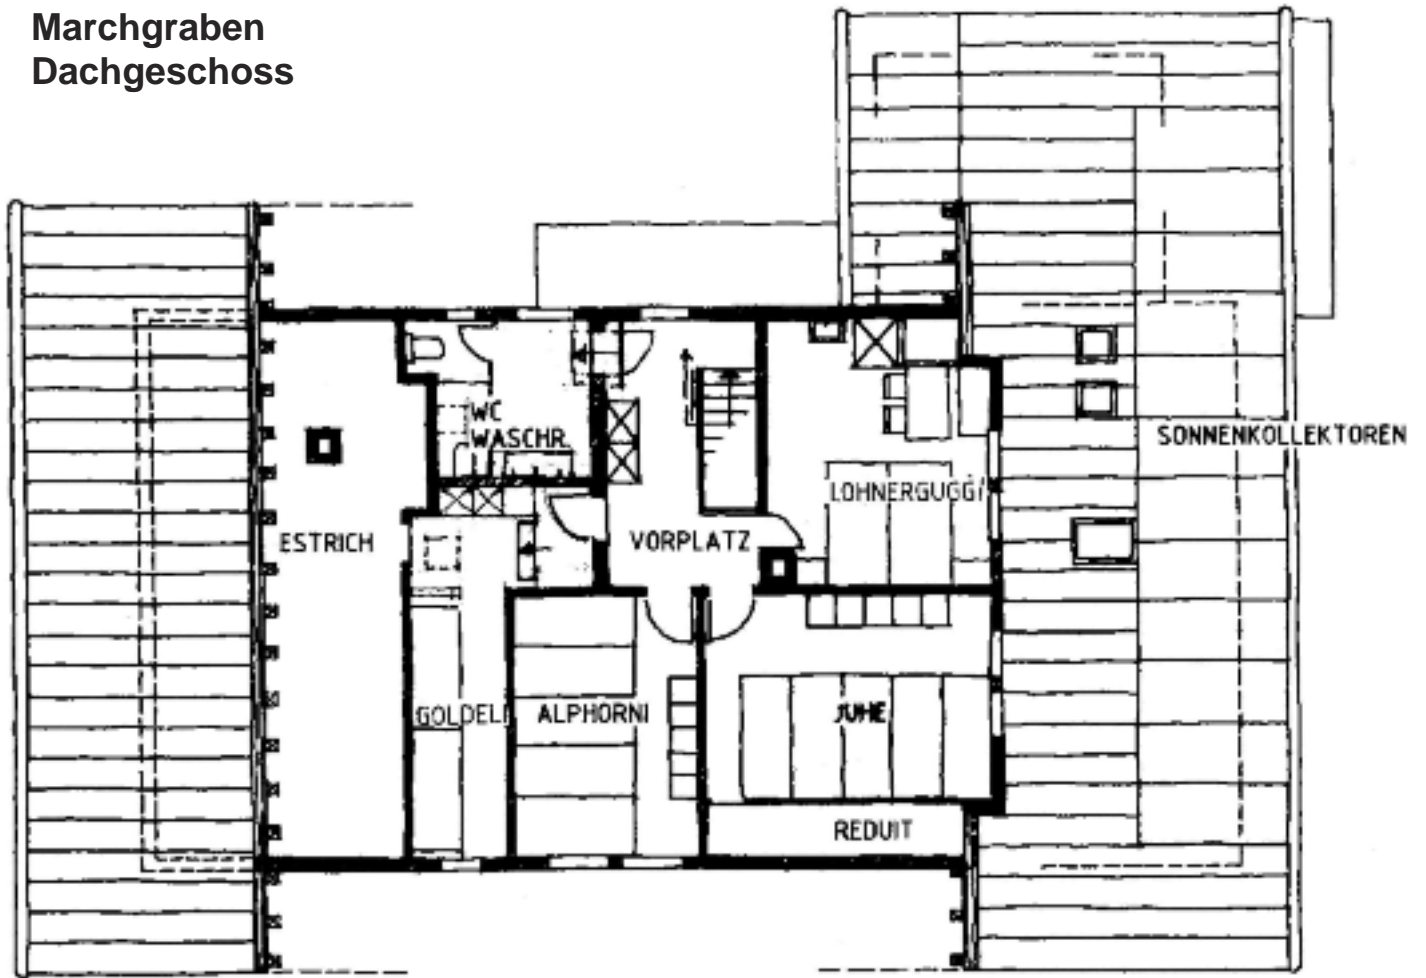 Marchgraben
Dachgeschoss
WC
WASCHR.
SONNENKOLLEKTOREN
LOHNERGUGGI
ESTRICH
VORPLATZ
GOLDELI
ALPHORNI
JUHE
REDUIT